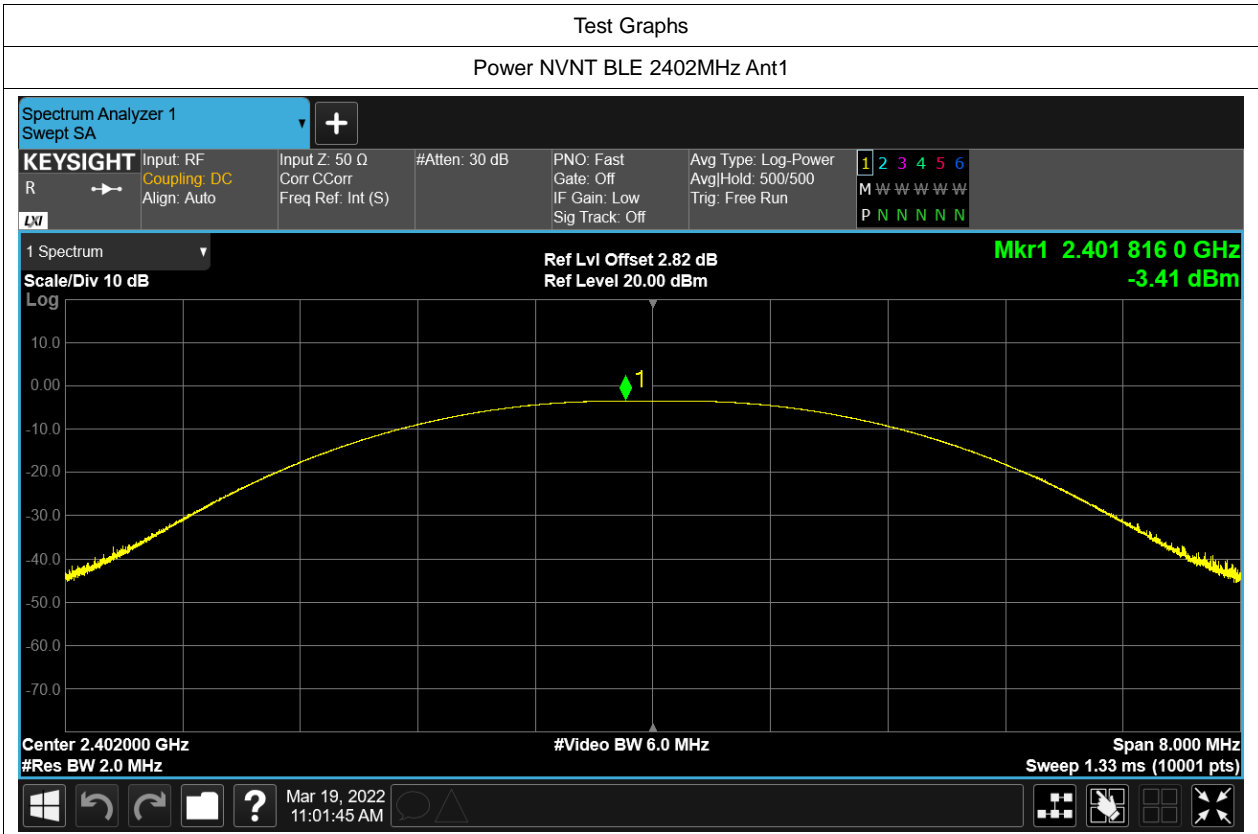 Test Graphs
Power NVNT BLE 2402MHz Ant1
Spectrum Analyzer 1
Swept SA
KEYSIGHT
R
LXI
Input: RF
Coupling: DC
Align: Auto
Input Z: 50 Ω
Corr CCorr
Freq Ref: Int (S)
#Atten: 30 dB
PNO: Fast
Gate: Off
IF Gain: Low
Sig Track: Off
Avg Type: Log-Power
Avg|Hold: 500/500
Trig: Free Run
1 2 3 4 5 6
M W W W W W
P N N N N N
1 Spectrum
Scale/Div 10 dB
Ref Lvl Offset 2.82 dB
Ref Level 20.00 dBm
Mkr1 2.401 816 0 GHz
-3.41 dBm
Log
10.0
0.00
1
-10.0
-20.0
-30.0
-40.0
-50.0
-60.0
-70.0
Center 2.402000 GHz
#Video BW 6.0 MHz
Span 8.000 MHz
#Res BW 2.0 MHz
Sweep 1.33 ms (10001 pts)
?
Mar 19, 2022
11:01:45 AM